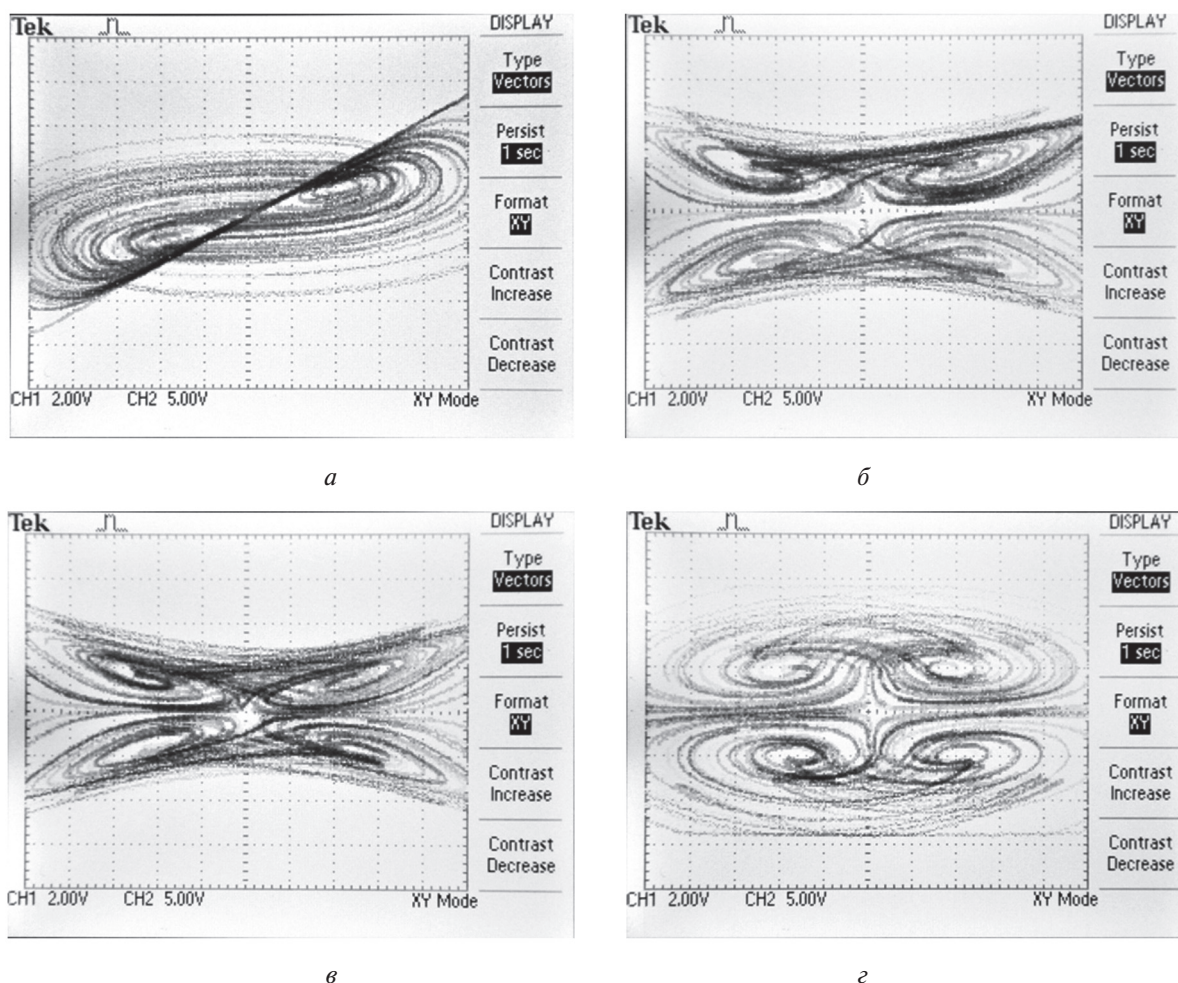 Tek DISPLAY
Type
Vectors
Persist
1 sec
Format
XY
Contrast
Increase
Contrast
Decrease
CH1 2.00V CH2 5.00V XY Mode
а
Tek DISPLAY
Type
Vectors
Persist
1 sec
Format
XY
Contrast
Increase
Contrast
Decrease
CH1 2.00V CH2 5.00V XY Mode
б
Tek DISPLAY
Type
Vectors
Persist
1 sec
Format
XY
Contrast
Increase
Contrast
Decrease
CH1 2.00V CH2 5.00V XY Mode
в
Tek DISPLAY
Type
Vectors
Persist
1 sec
Format
XY
Contrast
Increase
Contrast
Decrease
CH1 2.00V CH2 5.00V XY Mode
г